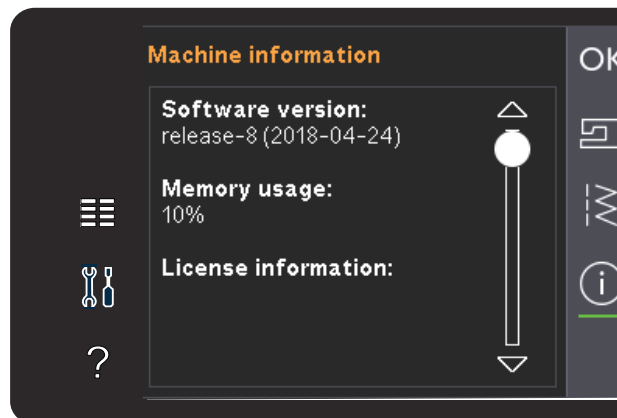 Machine information
OK
Software version:
release-8 (2018-04-24)
Memory usage:
10%
License information:
?